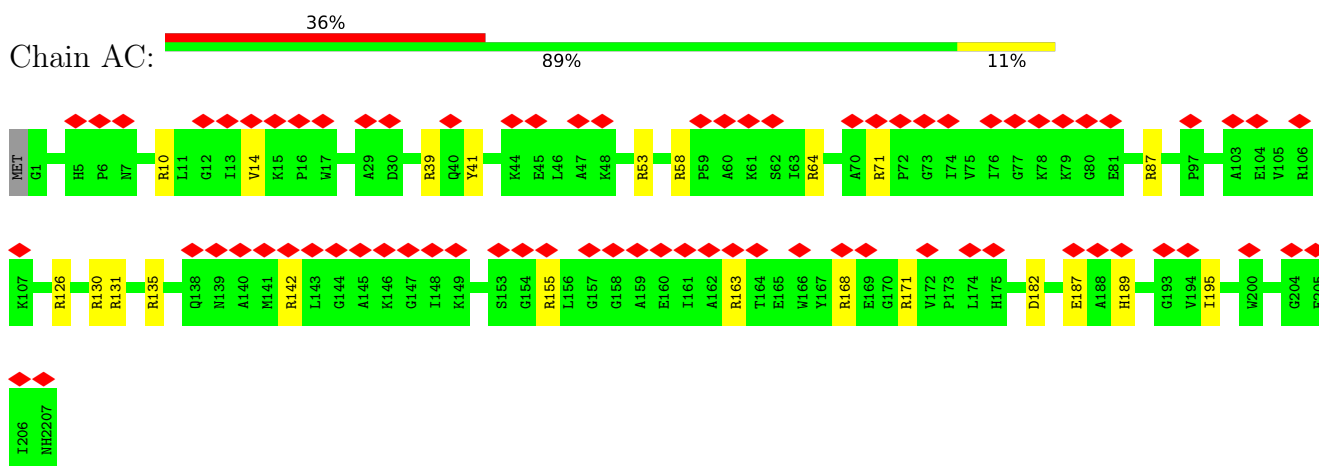 36%
Chain AC:
89% 11%
MET G1 H5 P6 N7 R10 L11 G12 I13 V14 K15 P16 W17 A29 D30 R39 Q40 Y41 K44 E45 L46 A47 K48 R53 R58 P59 A60 K61 S62 I63 R64 A70 R71 P72 G73 I74 V75 I76 G77 K78 K79 G80 E81 R87 P97 A103 E104 V105 R106
K107 R126 R130 R131 R135 Q138 N139 A140 M141 R142 L143 G144 A145 K146 G147 I148 K149 S153 G154 R155 L156 G157 G158 A159 E160 I161 A162 R163 T164 E165 W166 Y167 R168 E169 G170 R171 V172 P173 L174 H175 D182 E187 A188 H189 G193 V194 I195 W200 G204
I206 NH2207